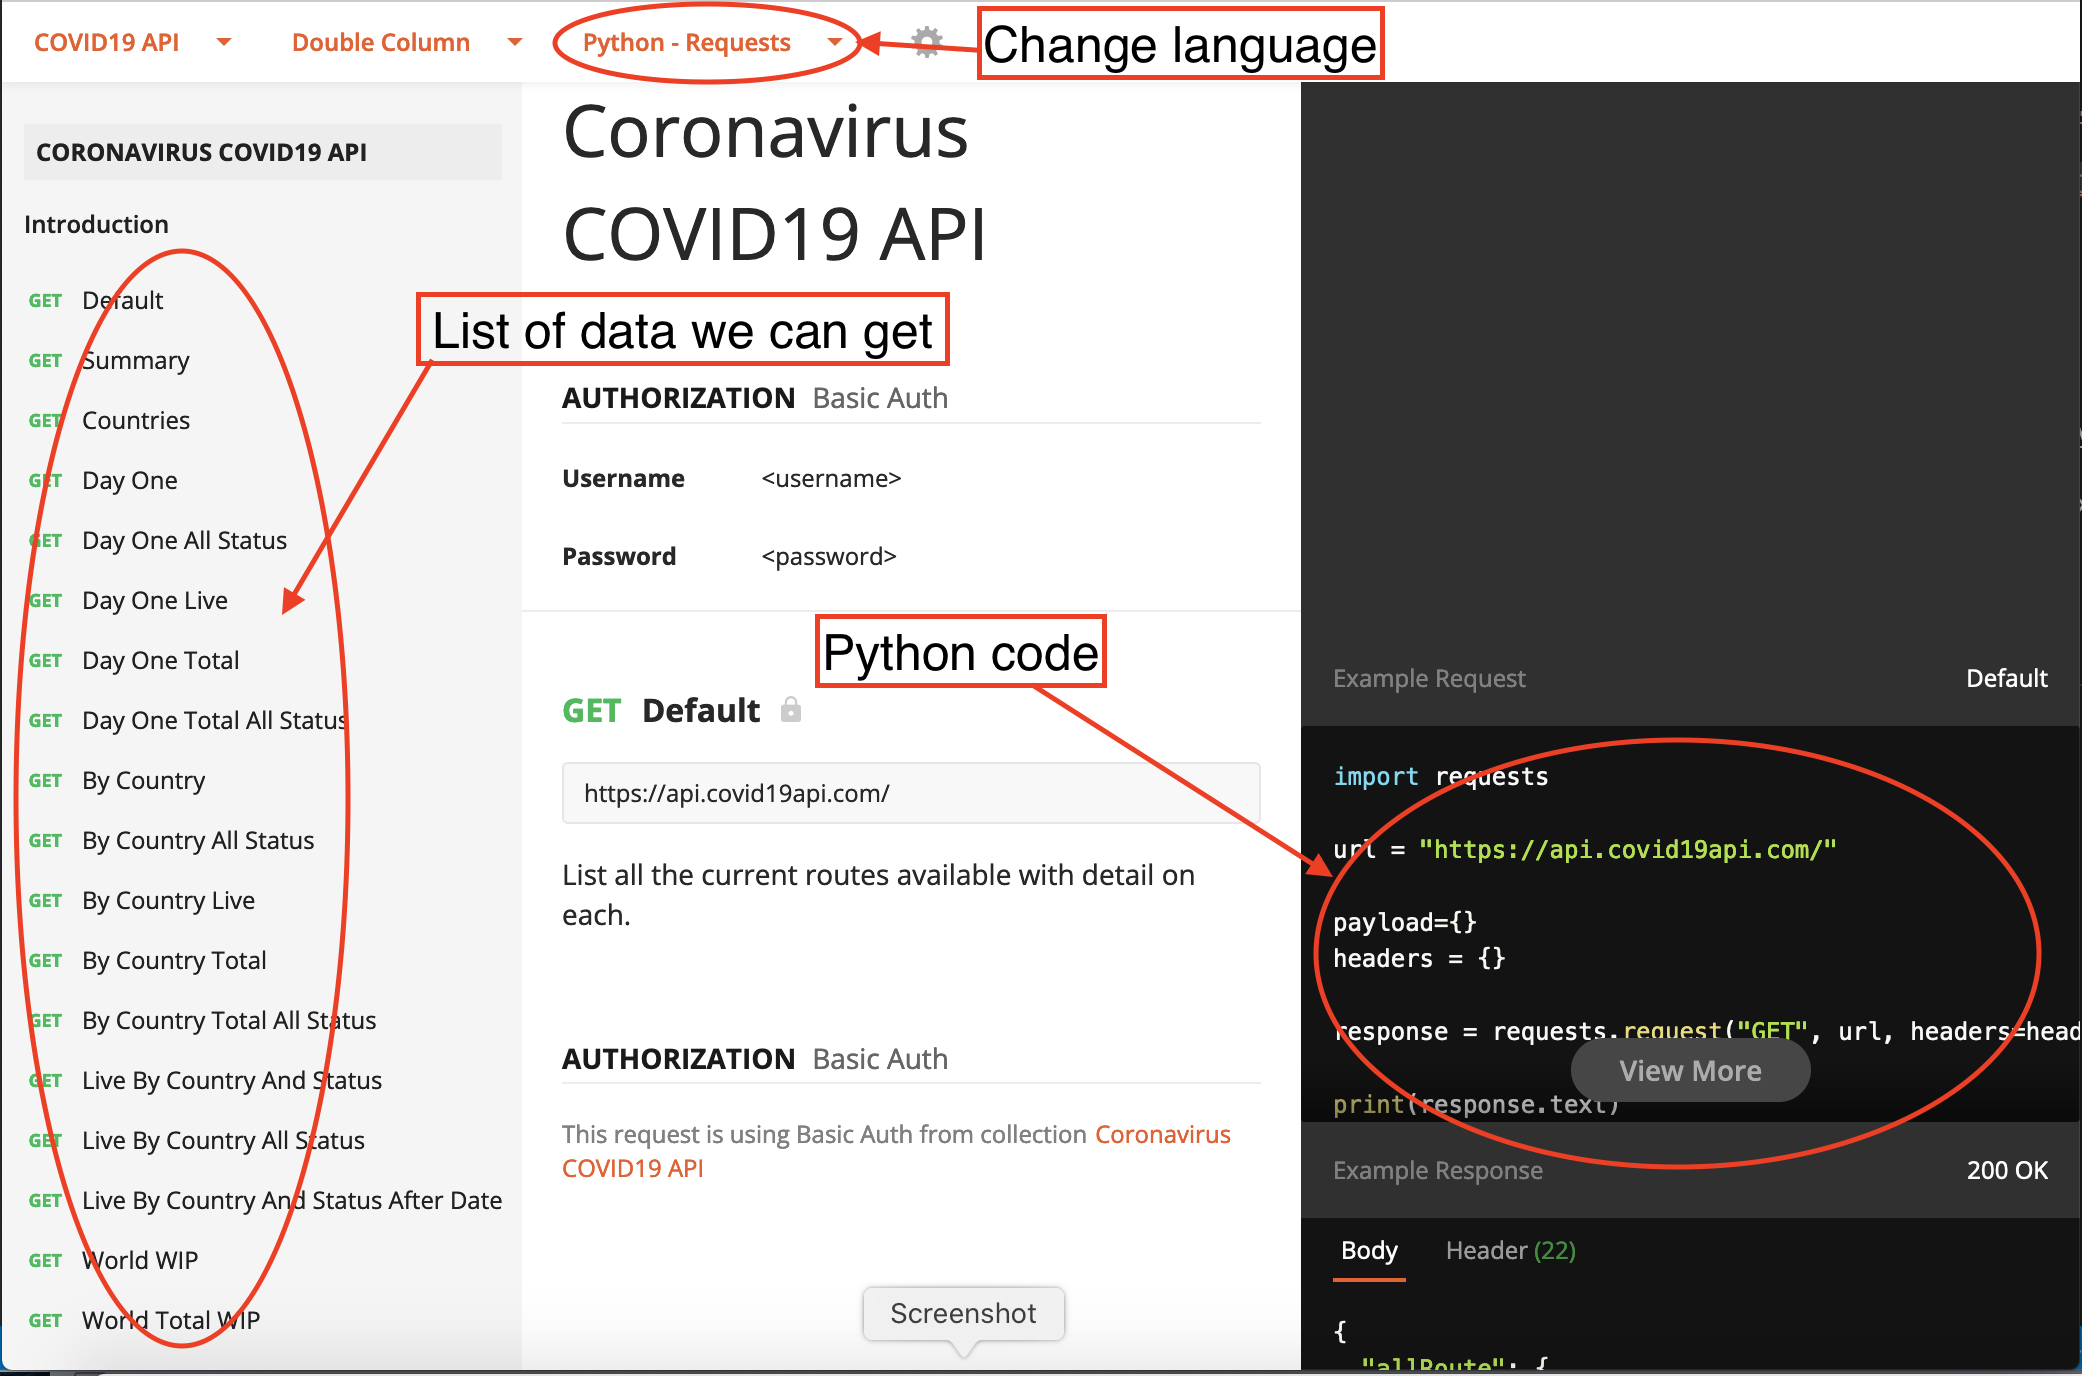 COVID19 API
Double Column
Python - Requests
Change language
CORONAVIRUS COVID19 API
Introduction
GET Default
GET Summary
GET Countries
GET Day One
GET Day One All Status
GET Day One Live
GET Day One Total
GET Day One Total All Status
GET By Country
GET By Country All Status
GET By Country Live
GET By Country Total
GET By Country Total All Status
GET Live By Country And Status
GET Live By Country All Status
GET Live By Country And Status After Date
GET World WIP
GET World Total WIP
Coronavirus
COVID19 API
List of data we can get
AUTHORIZATION Basic Auth
Username <username>
Password <password>
Python code
GET Default
https://api.covid19api.com/
List all the current routes available with detail on
each.
AUTHORIZATION Basic Auth
This request is using Basic Auth from collection Coronavirus
COVID19 API
Screenshot
Example Request Default
import requests
url = "https://api.covid19api.com/"
payload={}
headers = {}
response = requests.request("GET", url, headers=head
View More
print(response.text)
Example Response 200 OK
Body Header (22)
{
"allRoute": {